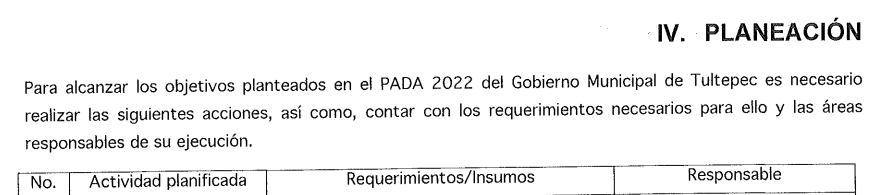 IV. PLANEACIÓN
Para alcanzar los objetivos planteados en el PADA 2022 del Gobierno Municipal de Tultepec es necesario
realizar las siguientes acciones, así como, contar con los requerimientos necesarios para ello y las áreas
responsables de su ejecución.
No. Actividad planificada Requerimientos/Insumos Responsable